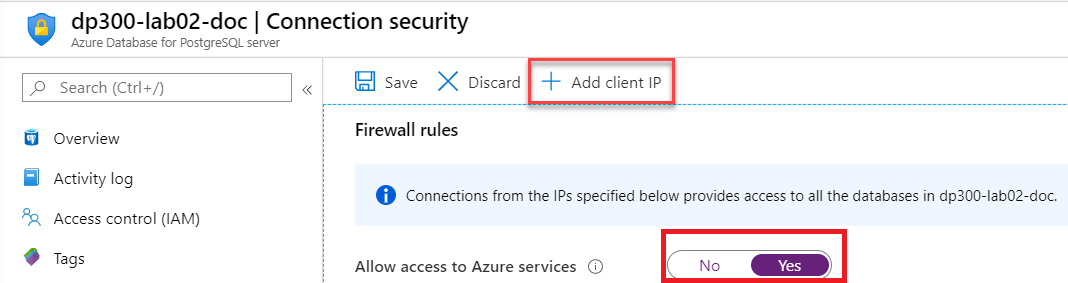 dp300-lab02-doc | Connection security
Azure Database for PostgreSQL server
Search (Ctrl+/)
«
Overview
Activity log
Access control (IAM)
Tags
Save
Discard
Add client IP
Firewall rules
Connections from the IPs specified below provides access to all the databases in dp300-lab02-doc.
Allow access to Azure services
No
Yes